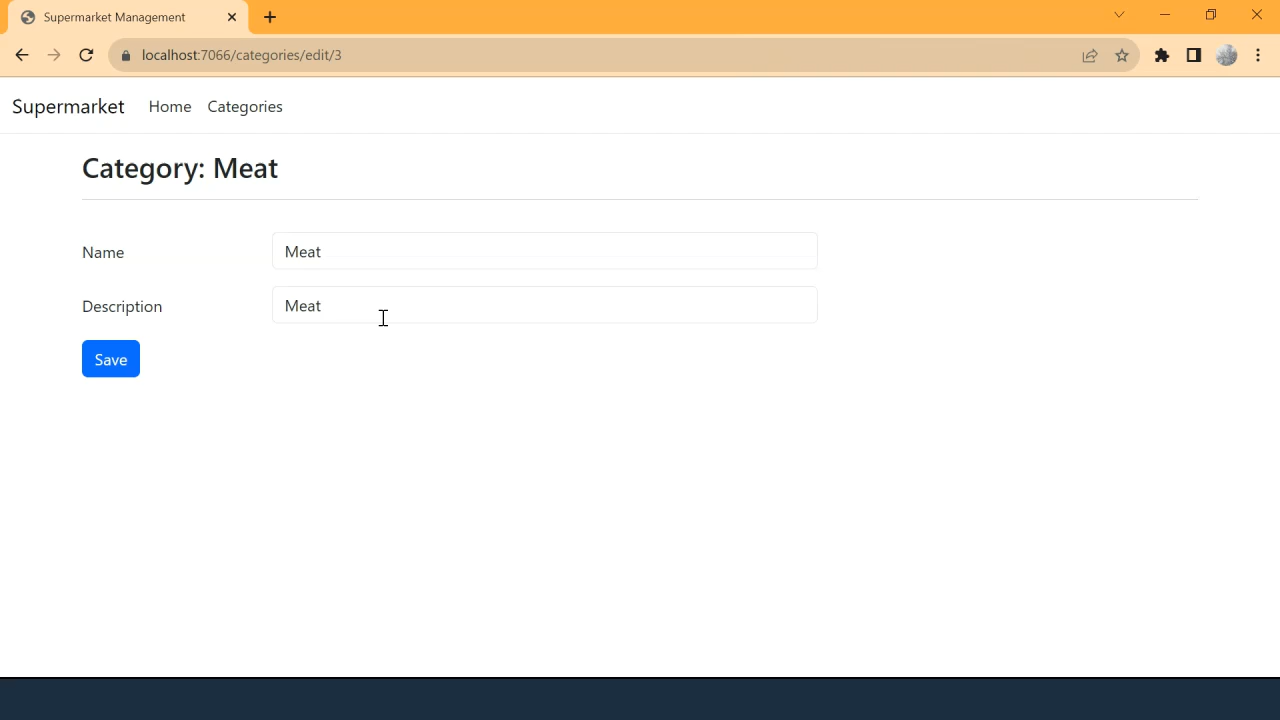 Supermarket Management
localhost:7066/categories/edit/3
Supermarket Home Categories
Category: Meat
Name Meat
Description Meat
Save